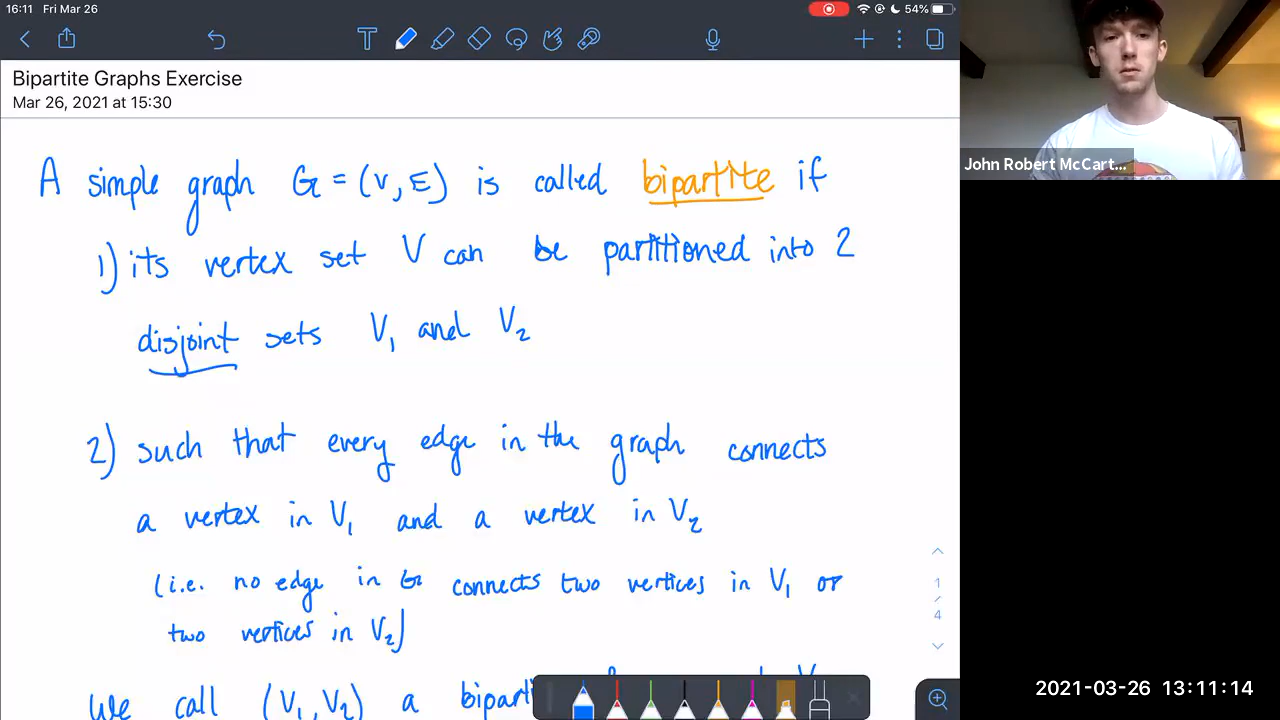 16:11 Fri Mar 26
54%
Bipartite Graphs Exercise
Mar 26, 2021 at 15:30
A simple graph G = (V, E) is called bipartite if
1) its vertex set V can be partitioned into 2
disjoint sets V₁ and V₂
2) such that every edge in the graph connects
a vertex in V₁ and a vertex in V₂
(i.e. no edge in G connects two vertices in V₁ or
two vertices in V₂)
We call (V₁, V₂) a
1
/
4
John Robert McCart...
2021-03-26 13:11:14